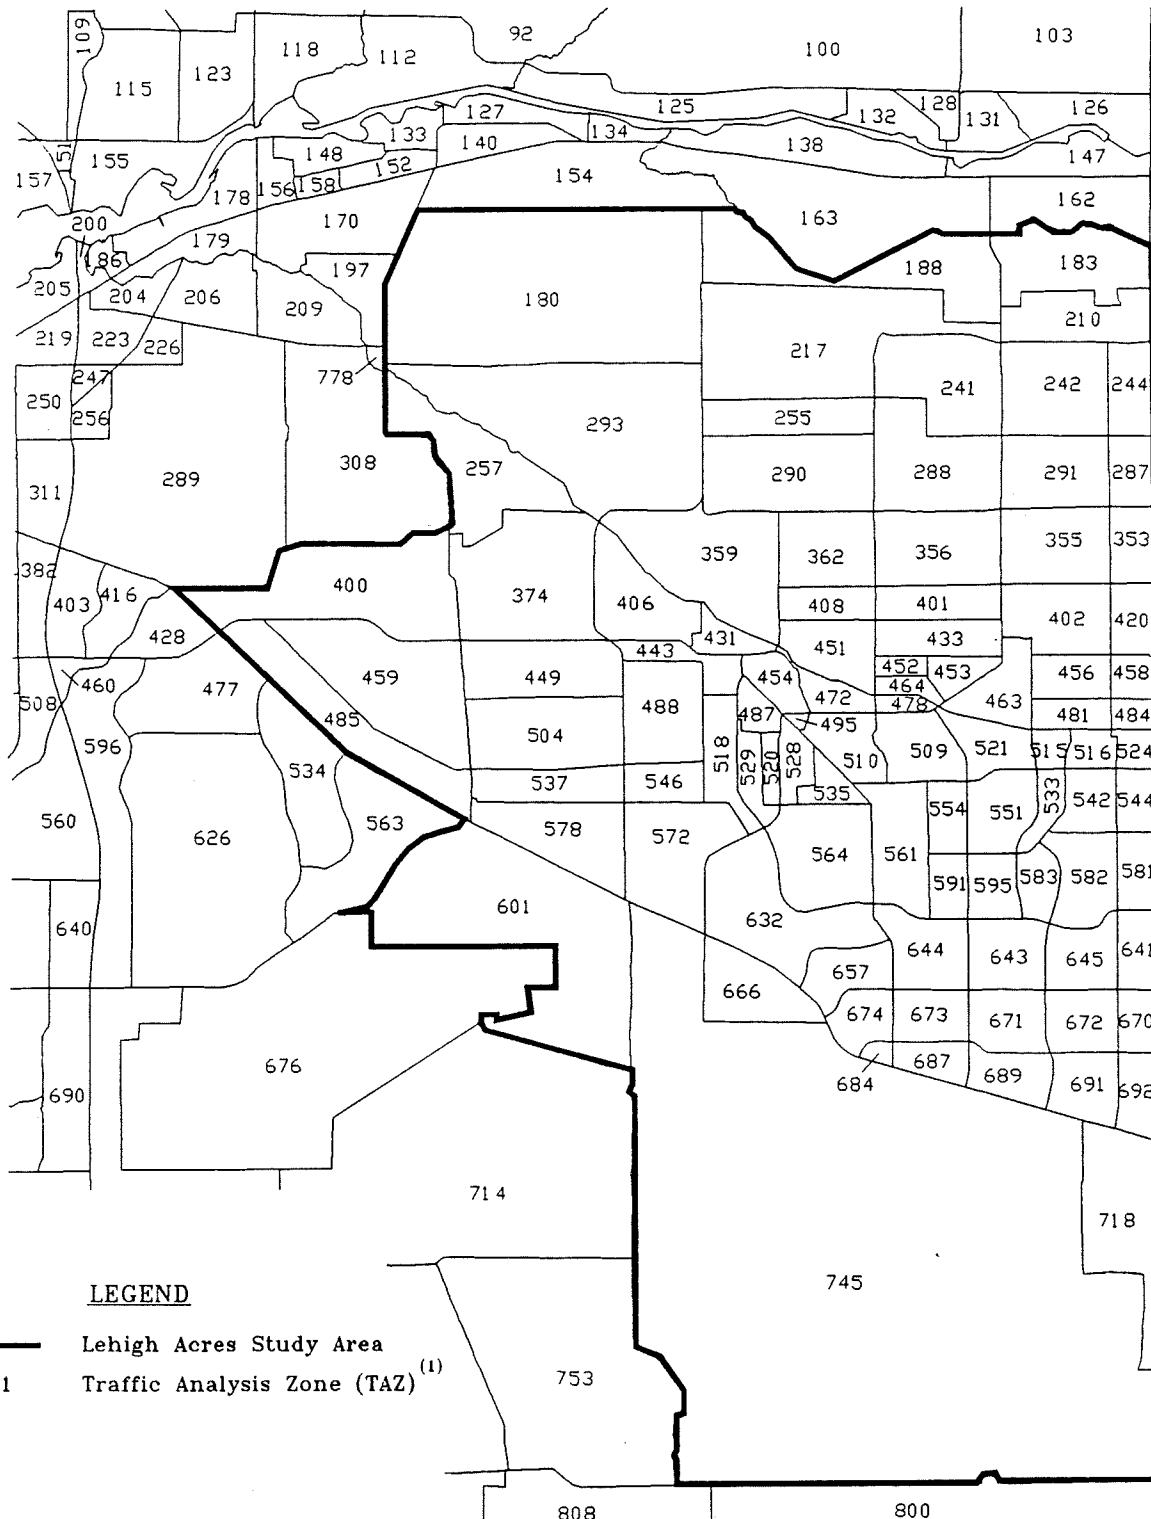 109 118 112 92 100 103
115 123
127 125 132 128 131 126
51 155 148 133 140 134 138 147
157 178 156 158 152 154 162
200 179 170 163
186 197 188 183
205 204 206 209 180 210
219 223 226 217
778
247 241 242 244
250 256 293 255
311 289 308 257 290 288 291 287
382 359 362 356 355 353
403 416 400 374 406 408 401 402 420
428 431 451 433
443
460 477 459 449 454 452 453 456 458
508 488 472 464 463
485 487 495 478 481 484
596 504 518 529 520 528 510 509 521 515 516 524
534 537 546 535 533
560 626 563 578 572 564 561 554 551 542 544
591 595 583 582 581
640 601 632 644 643 645 641
666 657
676 674 673 671 672 670
690 684 687 689 691 692
714 718
745
LEGEND
Lehigh Acres Study Area
1 Traffic Analysis Zone (TAZ) (1)
753
808 800